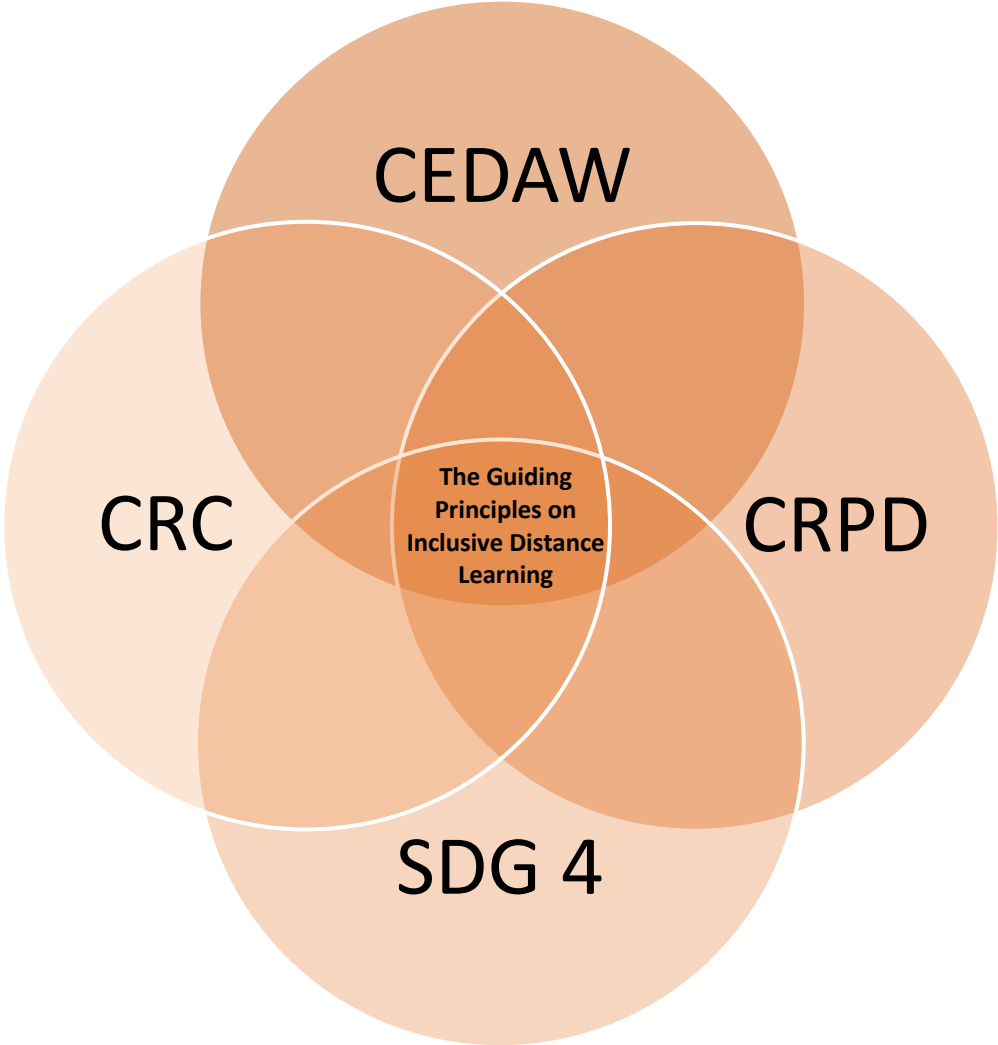 CEDAW
CRC
The Guiding
Principles on
Inclusive Distance
Learning
CRPD
SDG 4